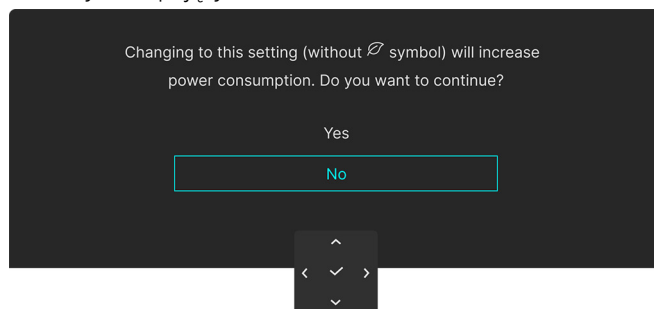 Changing to this setting (without symbol) will increase
power consumption. Do you want to continue?
Yes
No